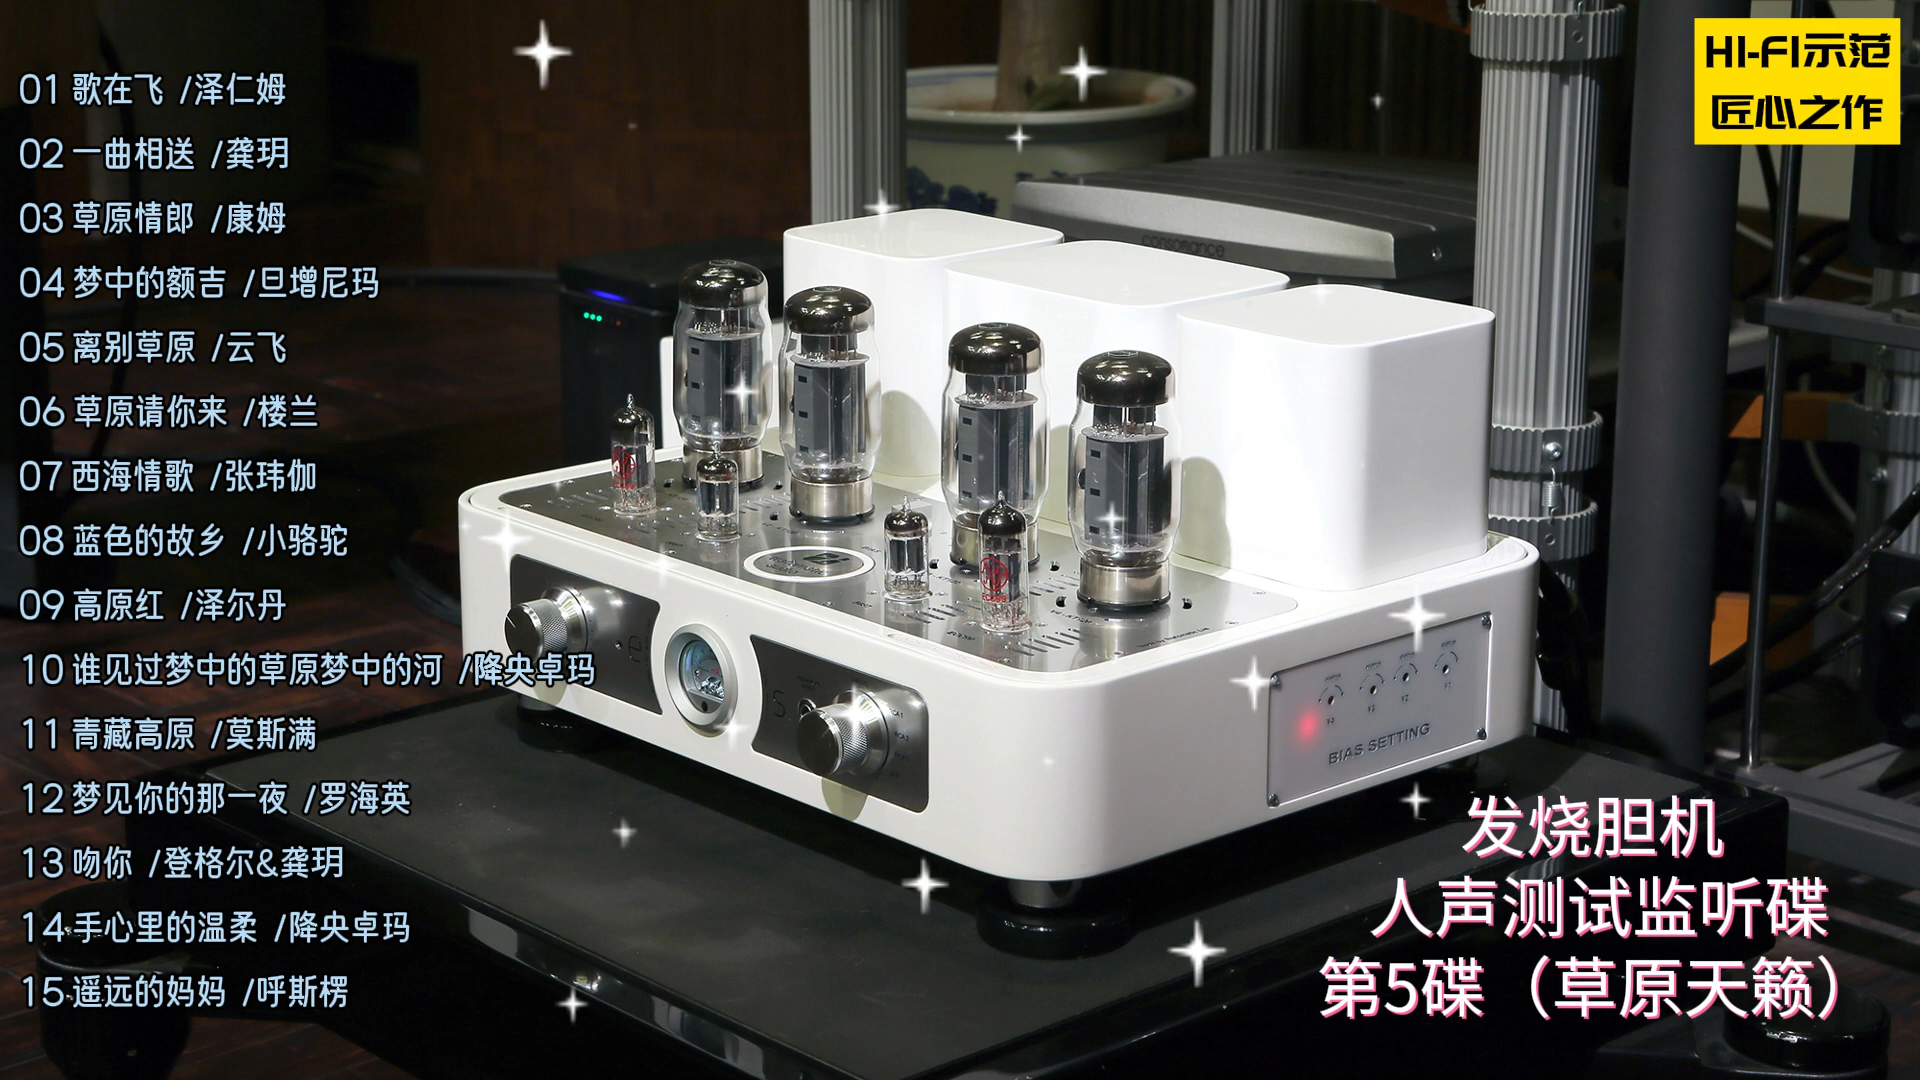 01 歌在飞 /泽仁姆
02 一曲相送 /龚玥
03 草原情郎 /康姆
04 梦中的额吉 /旦增尼玛
05 离别草原 /云飞
06 草原请你来 /楼兰
07 西海情歌 /张玮伽
08 蓝色的故乡 /小骆驼
09 高原红 /泽尔丹
10 谁见过梦中的草原梦中的河 /降央卓玛
11 青藏高原 /莫斯满
12 梦见你的那一夜 /罗海英
13 吻你 /登格尔&龚玥
14 手心里的温柔 /降央卓玛
15 遥远的妈妈 /呼斯楞
HI-FI示范
匠心之作
consonance
BIAS SETTING
发烧胆机
人声测试监听碟
第5碟（草原天籁）